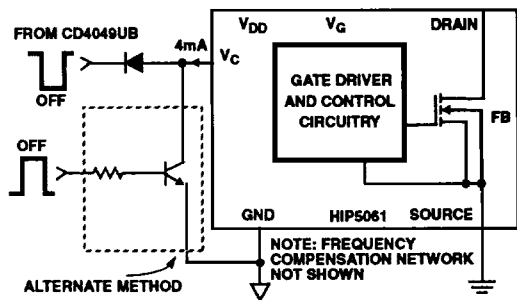 FROM CD4049UB
OFF
4mA
VC
VDD
VG
DRAIN
GATE DRIVER
AND CONTROL
CIRCUITRY
FB
OFF
GND
HIP5061
SOURCE
NOTE: FREQUENCY
COMPENSATION NETWORK
NOT SHOWN
ALTERNATE METHOD